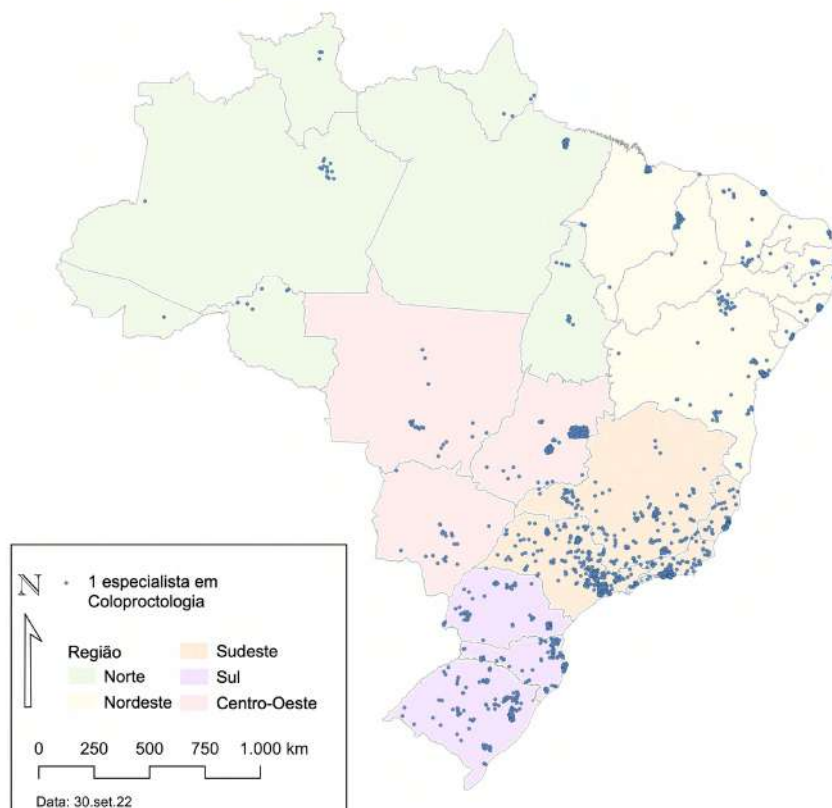 N
1 especialista em
Coloproctologia
Região
Norte
Nordeste
Sudeste
Sul
Centro-Oeste
0 250 500 750 1.000 km
Data: 30.set.22